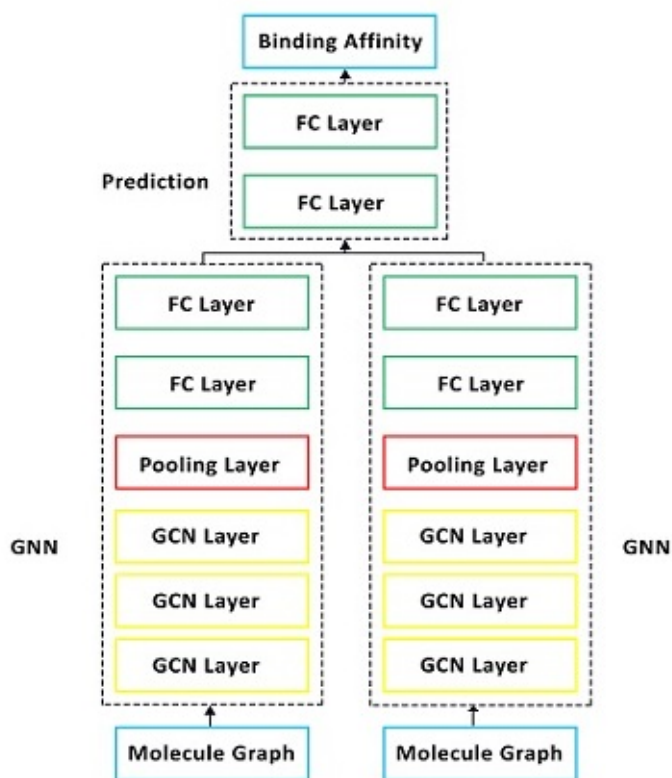 Binding Affinity
FC Layer
Prediction
FC Layer
FC Layer
FC Layer
FC Layer
FC Layer
Pooling Layer
Pooling Layer
GNN
GCN Layer
GCN Layer
GNN
GCN Layer
GCN Layer
GCN Layer
GCN Layer
Molecule Graph
Molecule Graph